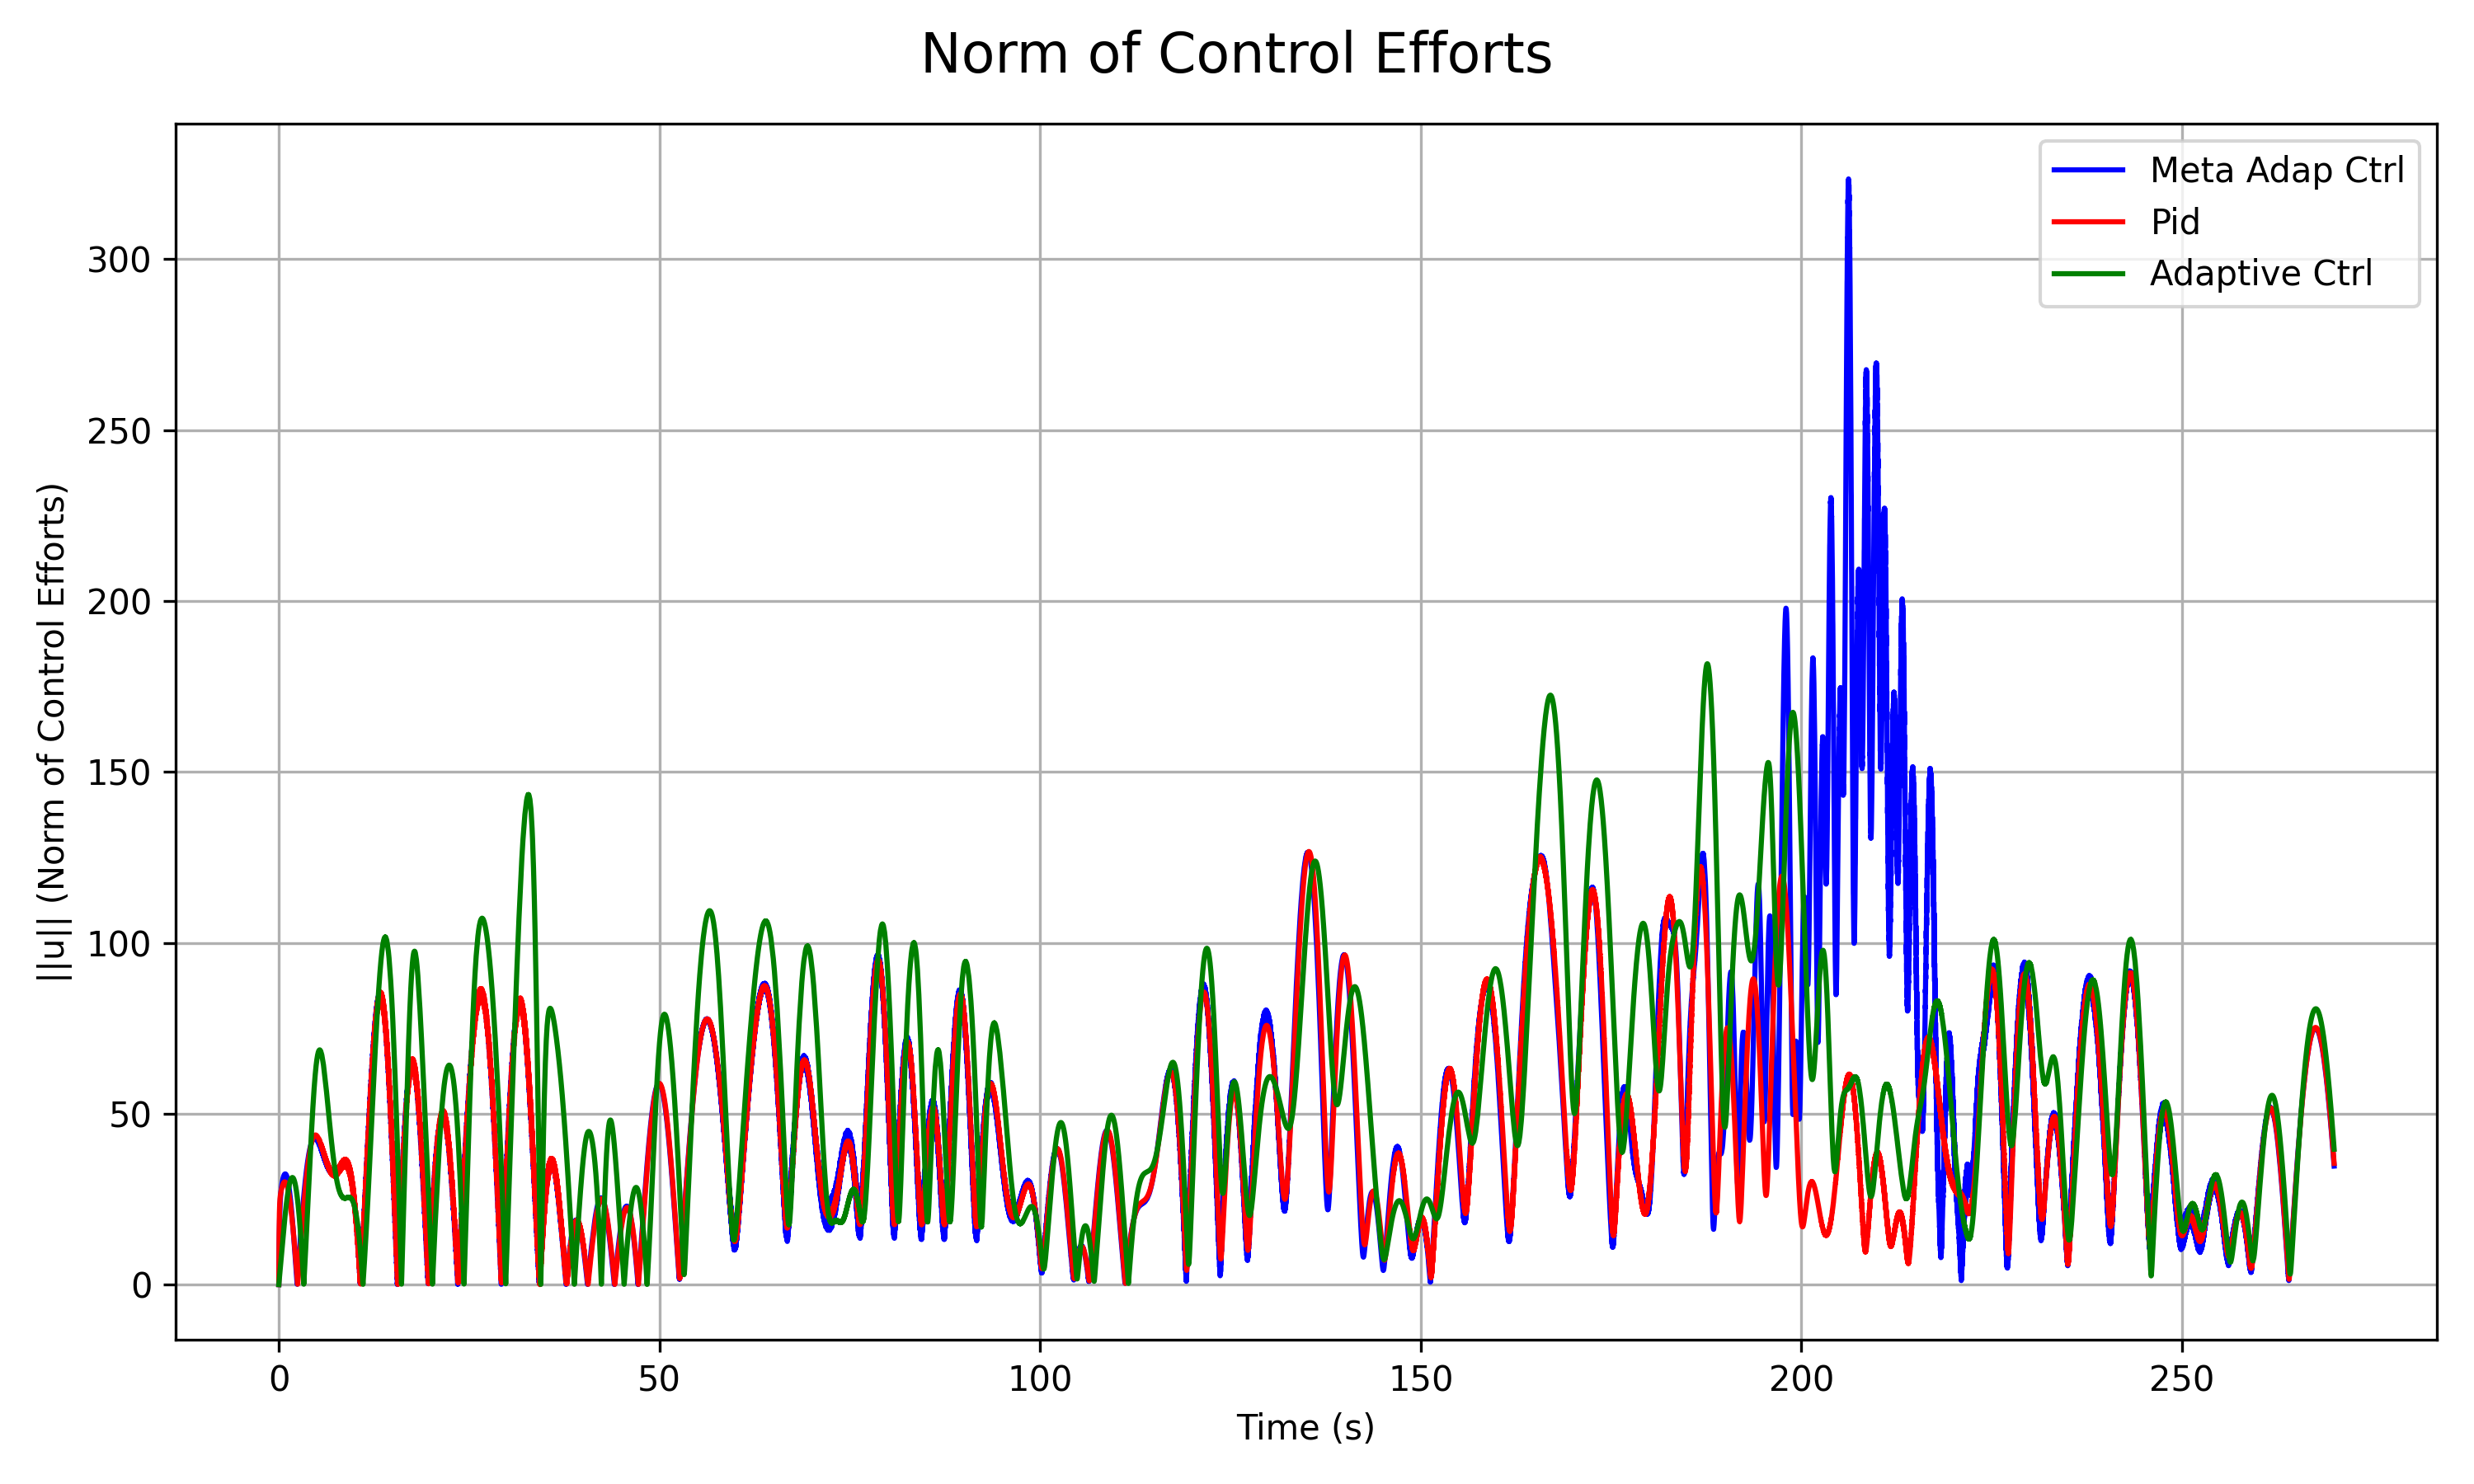 Norm of Control Efforts
||u|| (Norm of Control Efforts)
300
250
200
150
100
50
0
Meta Adap Ctrl
Pid
Adaptive Ctrl
0 50 100 150 200 250
Time (s)